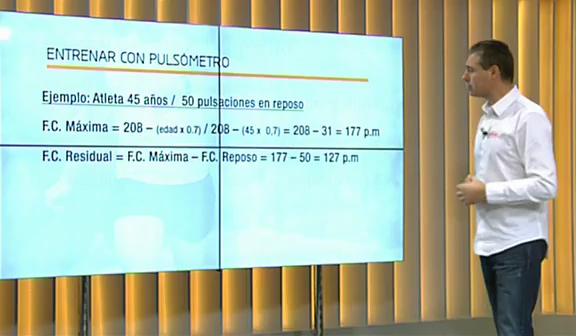 ENTRENAR CON PULSÓMETRO
Ejemplo: Atleta 45 años / 50 pulsaciones en reposo
F.C. Máxima = 208 – (edad x 0.7) / 208 – (45 x 0,7) = 208 – 31 = 177 p.m
F.C. Residual = F.C. Máxima – F.C. Reposo = 177 – 50 = 127 p.m